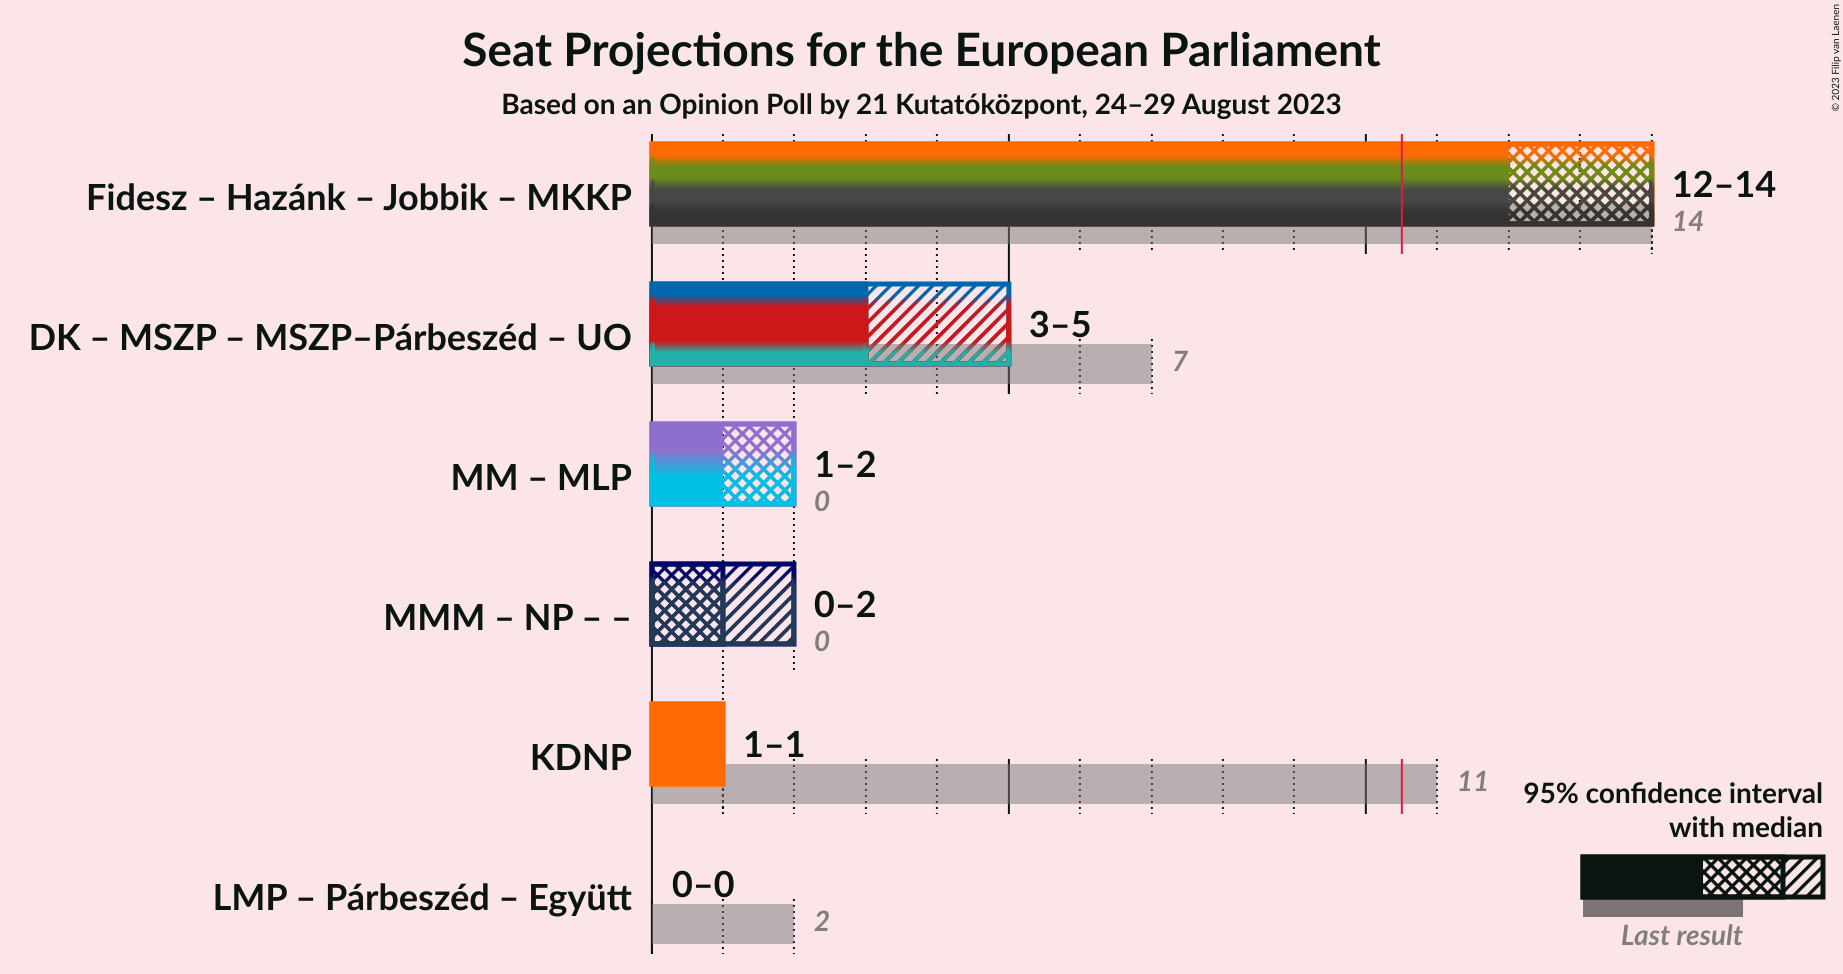 Seat Projections for the European Parliament
Based on an Opinion Poll by 21 Kutatóközpont, 24–29 August 2023
© 2023 Filip van Laenen
Fidesz – Hazánk – Jobbik – MKKP
12–14
14
DK – MSZP – MSZP–Párbeszéd – UO
3–5
7
MM – MLP
1–2
0
MMM – NP – –
0–2
0
KDNP
1–1
11
LMP – Párbeszéd – Együtt
0–0
2
95% confidence interval
with median
Last result